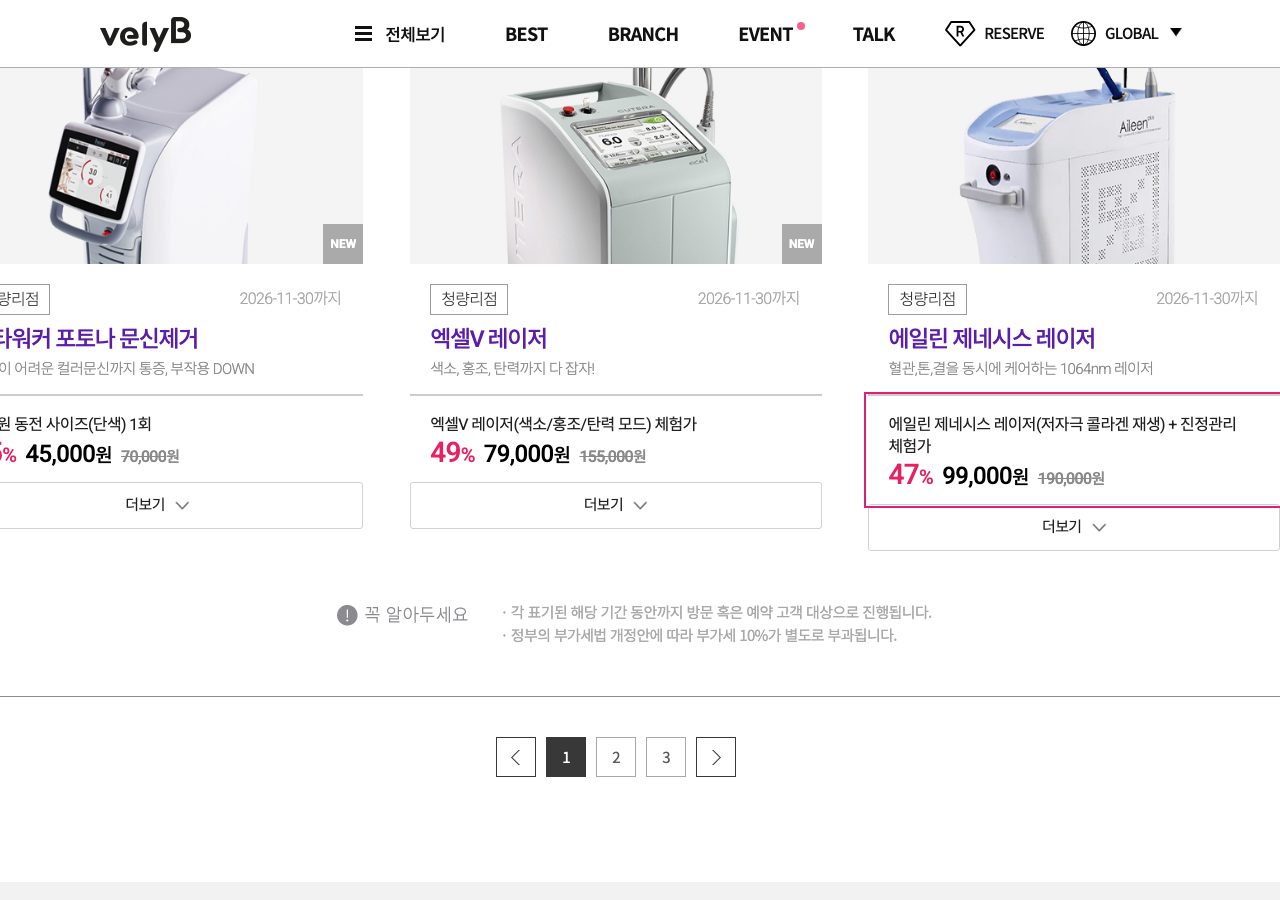 velyB
전체보기
BEST
BRANCH
EVENT
TALK
RESERVE
GLOBAL
NEW
NEW
CUTERA
6.0
Aileen
량리점
2026-11-30까지
타워커 포토나 문신제거
이 어려운 컬러문신까지 통증, 부작용 DOWN
원 동전 사이즈(단색) 1회
% 45,000원 70,000원
더보기
청량리점
2026-11-30까지
엑셀V 레이저
색소, 홍조, 탄력까지 다 잡자!
엑셀V 레이저(색소/홍조/탄력 모드) 체험가
49% 79,000원 155,000원
더보기
청량리점
2026-11-30까지
에일린 제네시스 레이저
혈관,톤,결을 동시에 케어하는 1064nm 레이저
에일린 제네시스 레이저(저자극 콜라겐 재생) + 진정관리
체험가
47% 99,000원 190,000원
더보기
꼭 알아두세요
· 각 표기된 해당 기간 동안까지 방문 혹은 예약 고객 대상으로 진행됩니다.
· 정부의 부가세법 개정안에 따라 부가세 10%가 별도로 부과됩니다.
1
2
3